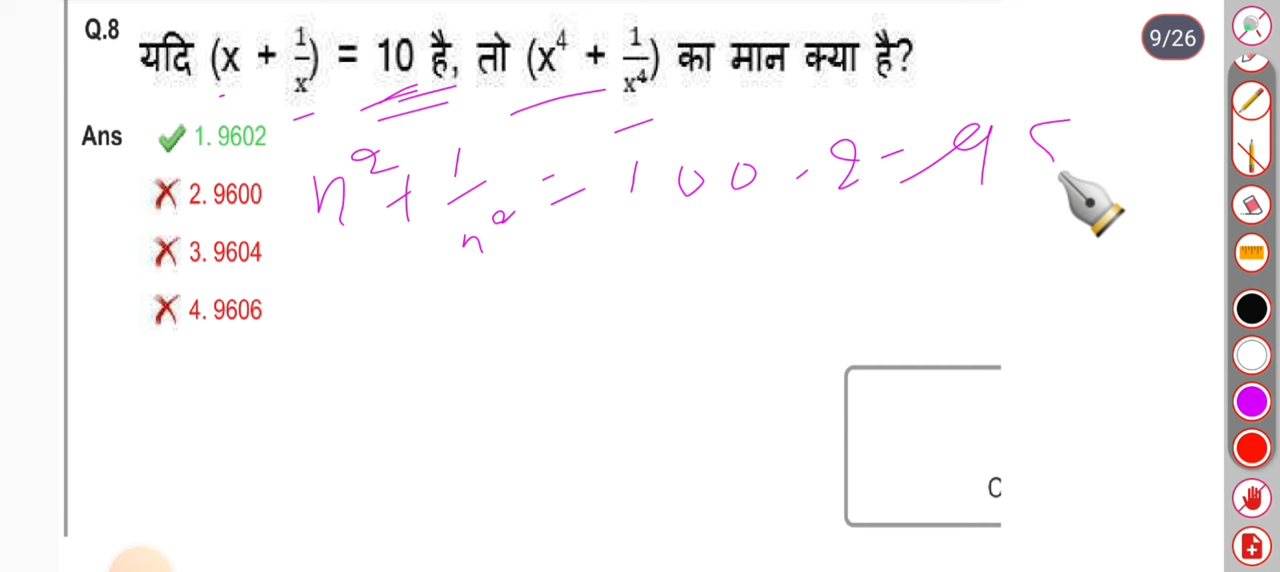 Q.8
यदि (x + 1/x) = 10 है, तो (x⁴ + 1/x⁴) का मान क्या है?
9/26
Ans 1. 9602
n² + 1/n² = 100 - 2 = 9
2. 9600
3. 9604
4. 9606